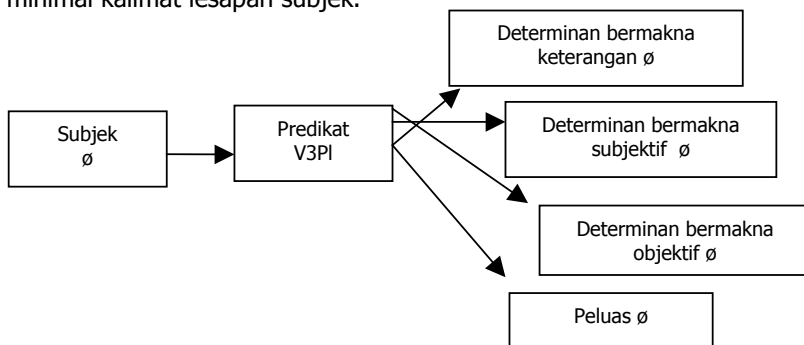 minimal kalimat lesapan subjek.
Determinan bermakna
keterangan ø
Subjek
ø
Predikat
V3Pl
Determinan bermakna
subjektif ø
Determinan bermakna
objektif ø
Peluas ø